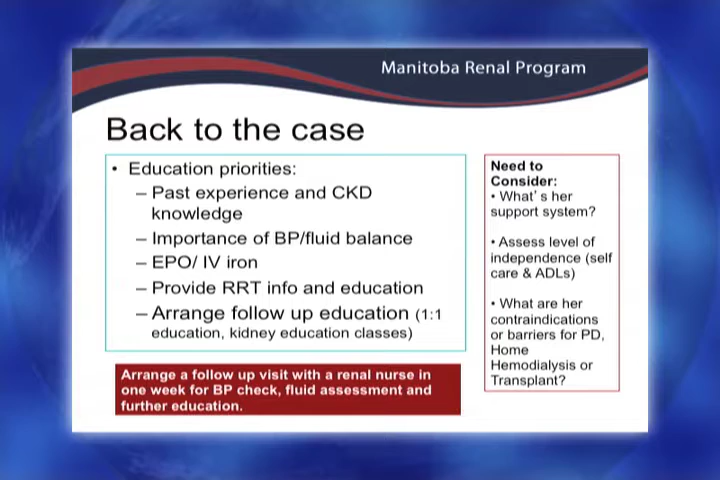 Manitoba Renal Program
Back to the case
• Education priorities:
– Past experience and CKD
knowledge
– Importance of BP/fluid balance
– EPO/ IV iron
– Provide RRT info and education
– Arrange follow up education (1:1
education, kidney education classes)
Arrange a follow up visit with a renal nurse in
one week for BP check, fluid assessment and
further education.
Need to
Consider:
• What's her
support system?
• Assess level of
independence (self
care & ADLs)
• What are her
contraindications
or barriers for PD,
Home
Hemodialysis or
Transplant?